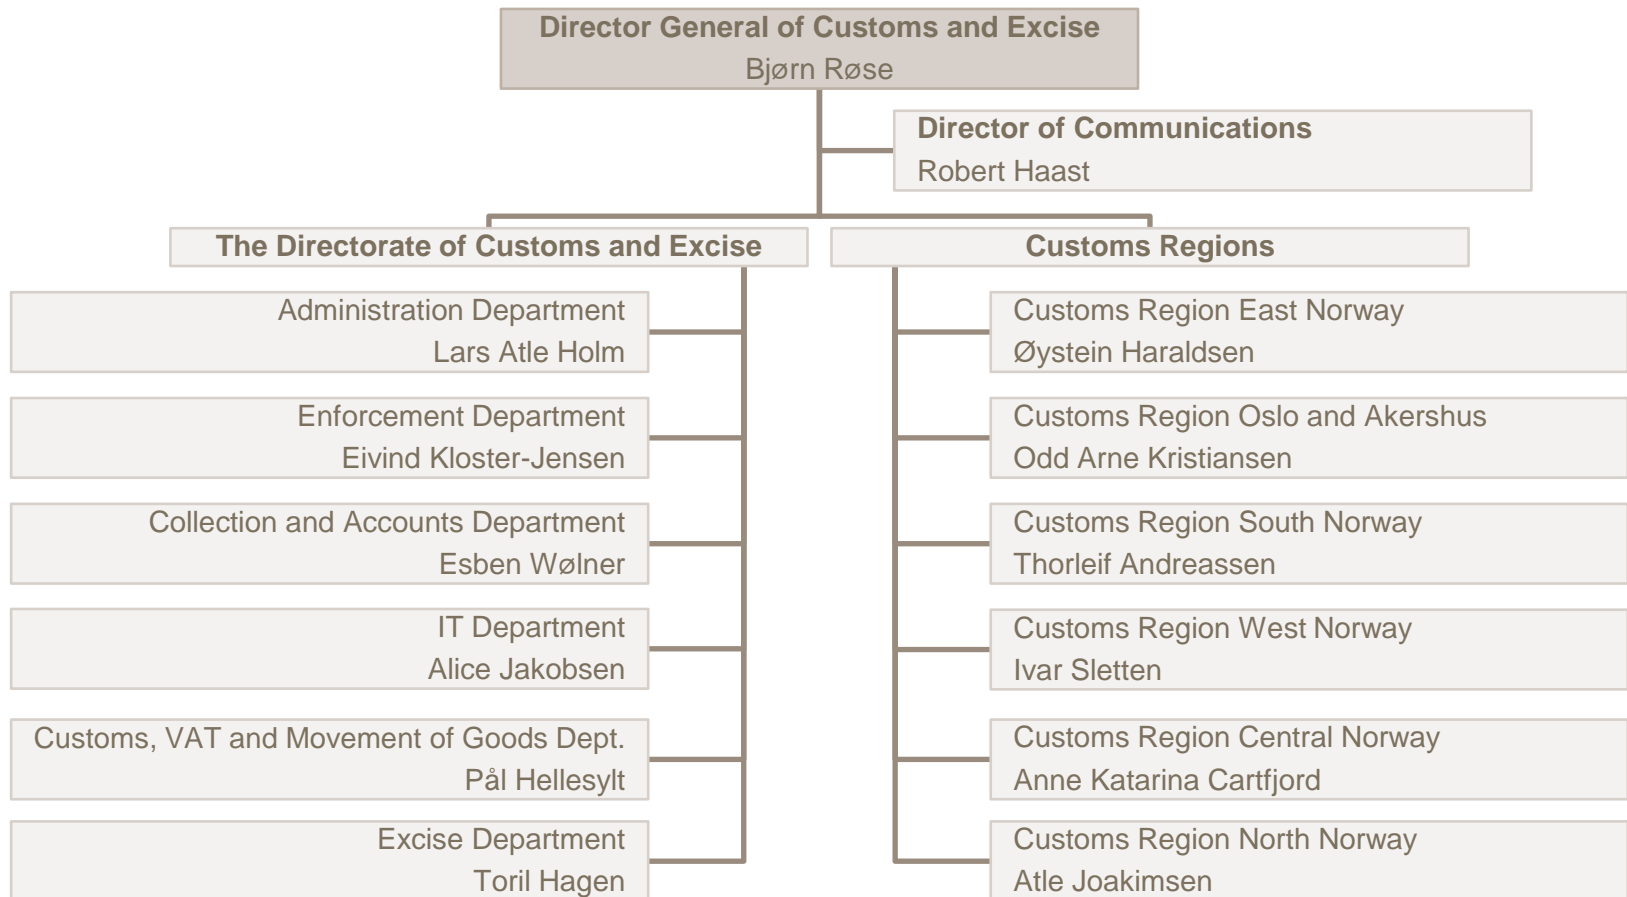 Director General of Customs and Excise
Bjørn Røse
Director of Communications
Robert Haast
The Directorate of Customs and Excise
Administration Department
Lars Atle Holm
Enforcement Department
Eivind Kloster-Jensen
Collection and Accounts Department
Esben Wølner
IT Department
Alice Jakobsen
Customs, VAT and Movement of Goods Dept.
Pål Hellesylt
Excise Department
Toril Hagen
Customs Regions
Customs Region East Norway
Øystein Haraldsen
Customs Region Oslo and Akershus
Odd Arne Kristiansen
Customs Region South Norway
Thorleif Andreassen
Customs Region West Norway
Ivar Sletten
Customs Region Central Norway
Anne Katarina Cartfjord
Customs Region North Norway
Atle Joakimsen